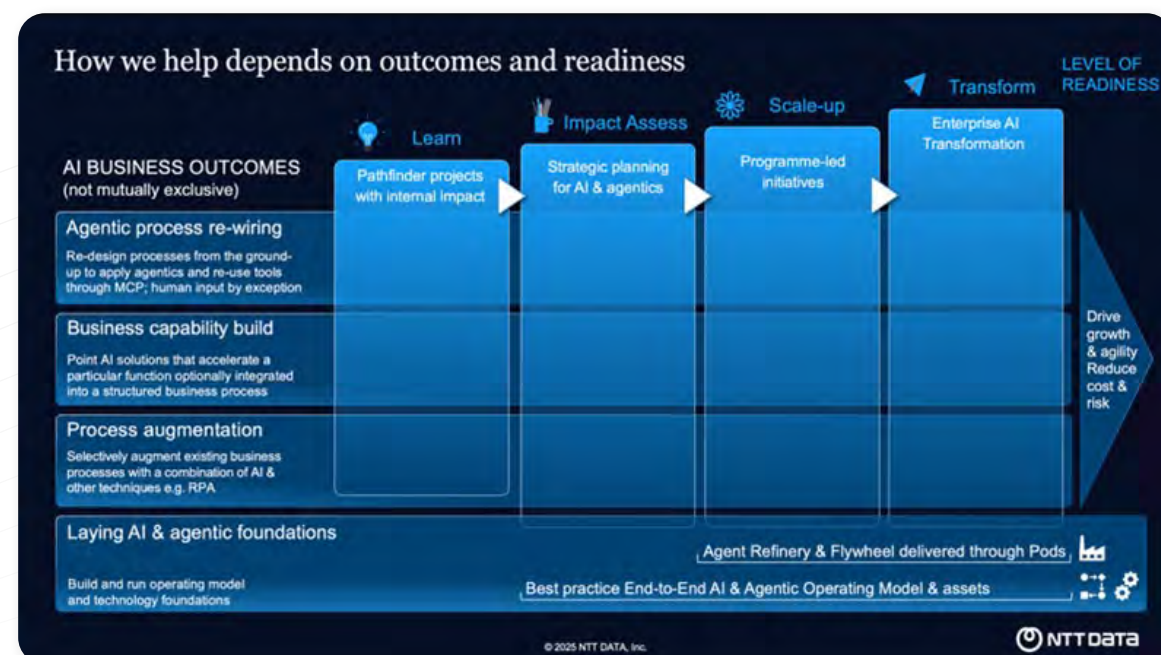 How we help depends on outcomes and readiness
LEVEL OF
READINESS
Learn
Impact Assess
Scale-up
Transform
AI BUSINESS OUTCOMES
(not mutually exclusive)
Pathfinder projects
with internal impact
Strategic planning
for AI & agentics
Programme-led
initiatives
Enterprise AI
Transformation
Agentic process re-wiring
Re-design processes from the ground-
up to apply agentics and re-use tools
through MCP; human input by exception
Business capability build
Point AI solutions that accelerate a
particular function optionally integrated
into a structured business process
Process augmentation
Selectively augment existing business
processes with a combination of AI &
other techniques e.g. RPA
Drive
growth
& agility
Reduce
cost &
risk
Laying AI & agentic foundations
Build and run operating model
and technology foundations
Agent Refinery & Flywheel delivered through Pods
Best practice End-to-End AI & Agentic Operating Model & assets
© 2025 NTT DATA, Inc.
NTT DATA